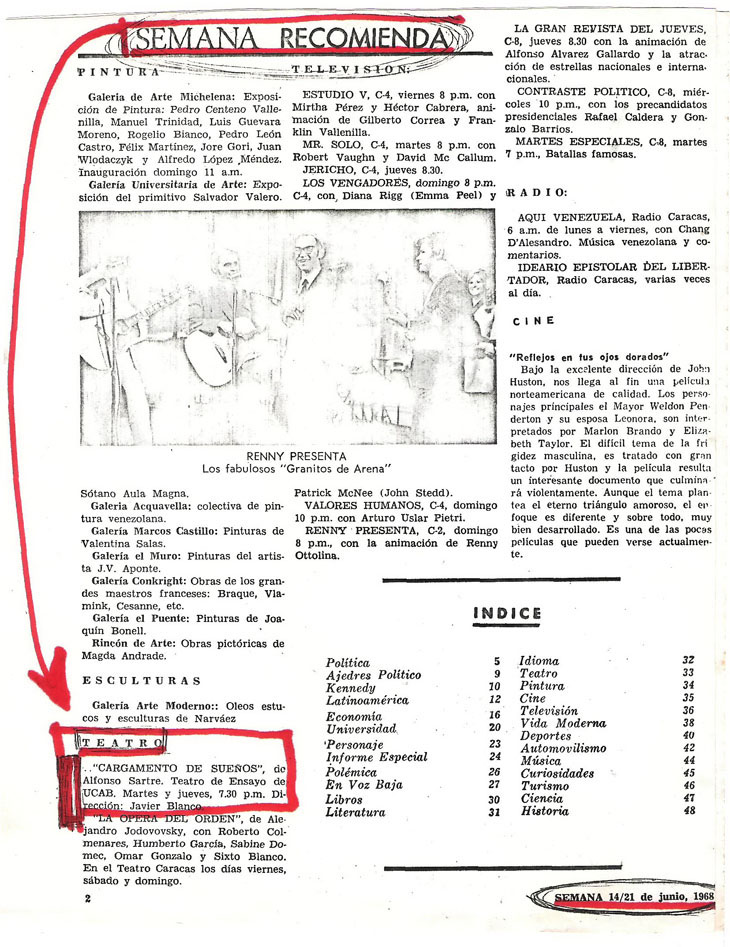 SEMANA RECOMIENDA
PINTURA
Galeria de Arte Michelena: Exposi-
ción de Pintura: Pedro Centeno Valle-
nilla, Manuel Trinidad, Luis Guevara
Moreno, Rogelio Bianco, Pedro León
Castro, Félix Martínez, Jore Gori, Juan
Wlodaczyk y Alfredo López Méndez.
Inauguración domingo 11 a.m.
Galería Universitaria de Arte: Expo-
sición del primitivo Salvador Valero.
TELEVISION:
ESTUDIO V, C-4, viernes 8 p.m. con
Mirtha Pérez y Héctor Cabrera, ani-
mación de Gilberto Correa y Fran-
klin Vallenilla.
MR. SOLO, C-4, martes 8 p.m. con
Robert Vaughn y David Mc Callum.
JERICHO, C-4, jueves 8.30.
LOS VENGADORES, domingo 8 p.m.
C-4, con Diana Rigg (Emma Peel) y
RENNY PRESENTA
Los fabulosos "Granitos de Arena"
Sótano Aula Magna.
Galeria Acquavella: colectiva de pin-
tura venezolana.
Galería Marcos Castillo: Pinturas de
Valentina Salas.
Galería el Muro: Pinturas del artis-
ta J.V. Aponte.
Galería Conkright: Obras de los gran-
des maestros franceses: Braque, Vla-
mink, Cesanne, etc.
Galería el Puente: Pinturas de Joa-
quín Bonell.
Rincón de Arte: Obras pictóricas de
Magda Andrade.
ESCULTURAS
Galería Arte Moderno:: Oleos estu-
cos y esculturas de Narváez
TEATRO
.."CARGAMENTO DE SUEÑOS", de
Alfonso Sartre. Teatro de Ensayo de
UCAB. Martes y jueves, 7.30 p.m. Di-
rección: Javier Blanco.
"LA OPERA DEL ORDEN", de Ale-
jandro Jodovovsky, con Roberto Col-
menares, Humberto García, Sabine Do-
mec, Omar Gonzalo y Sixto Blanco.
En el Teatro Caracas los días viernes,
sábado y domingo.
2
Patrick McNee (John Stedd).
VALORES HUMANOS, C-4, domingo
10 p.m. con Arturo Uslar Pietri.
RENNY PRESENTA, C-2, domingo
8 p.m., con la animación de Renny
Ottolina.
LA GRAN REVISTA DEL JUEVES,
C-8, jueves 8.30 con la animación de
Alfonso Alvarez Gallardo y la atrac-
ción de estrellas nacionales e interna-
cionales.
CONTRASTE POLITICO, C-8, miér-
coles 10 p.m., con los precandidatos
presidenciales Rafael Caldera y Gon-
zalo Barrios.
MARTES ESPECIALES, C-8, martes
7 p.m., Batallas famosas.
RADIO:
AQUI VENEZUELA, Radio Caracas,
6 a.m. de lunes a viernes, con Chang
D'Alesandro. Música venezolana y co-
mentarios.
IDEARIO EPISTOLAR DEL LIBER-
TADOR, Radio Caracas, varias veces
al día.
CINE
"Reflejos en tus ojos dorados"
Bajo la excelente dirección de John
Huston, nos llega al fin una película
norteamericana de calidad. Los perso-
najes principales el Mayor Weldon Pen-
derton y su esposa Leonora, son inter-
pretados por Marlon Brando y Eliza-
beth Taylor. El difícil tema de la fri
gidez masculina, es tratado con gran
tacto por Huston y la película resulta
un interesante documento que culmina-
rá violentamente. Aunque el tema plan-
tea el eterno triángulo amoroso, el en-
foque es diferente y sobre todo, muy
bien desarrollado. Es una de las pocas
películas que pueden verse actualmen-
te.
INDICE
Política 5
Ajedres Político 9
Kennedy 10
Latinoamérica 12
Economía 16
Universidad 20
Personaje 23
Informe Especial 24
Polémica 26
En Voz Baja 27
Libros 30
Literatura 31
Idioma 32
Teatro 33
Pintura 34
Cine 35
Televisión 36
Vida Moderna 38
Deportes 40
Automovilismo 42
Música 44
Curiosidades 45
Turismo 46
Ciencia 47
Historia 48
SEMANA 14/21 de junio, 1968